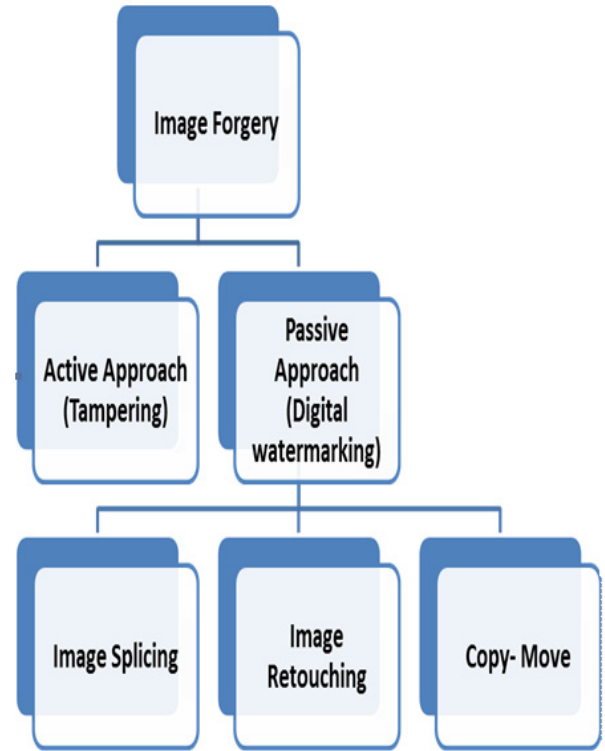 Image Forgery
Active Approach
(Tampering)
Passive
Approach
(Digital
watermarking)
Image Splicing
Image
Retouching
Copy- Move